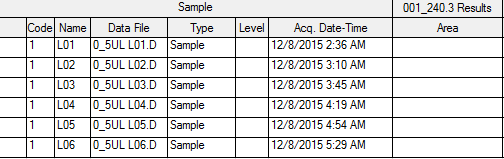 Sample 001_240.3 Results
Code Name Data File Type Level Acq. Date-Time Area
1 L01 0_5UL L01.D Sample 12/8/2015 2:36 AM
1 L02 0_5UL L02.D Sample 12/8/2015 3:10 AM
1 L03 0_5UL L03.D Sample 12/8/2015 3:45 AM
1 L04 0_5UL L04.D Sample 12/8/2015 4:19 AM
1 L05 0_5UL L05.D Sample 12/8/2015 4:54 AM
1 L06 0_5UL L06.D Sample 12/8/2015 5:29 AM